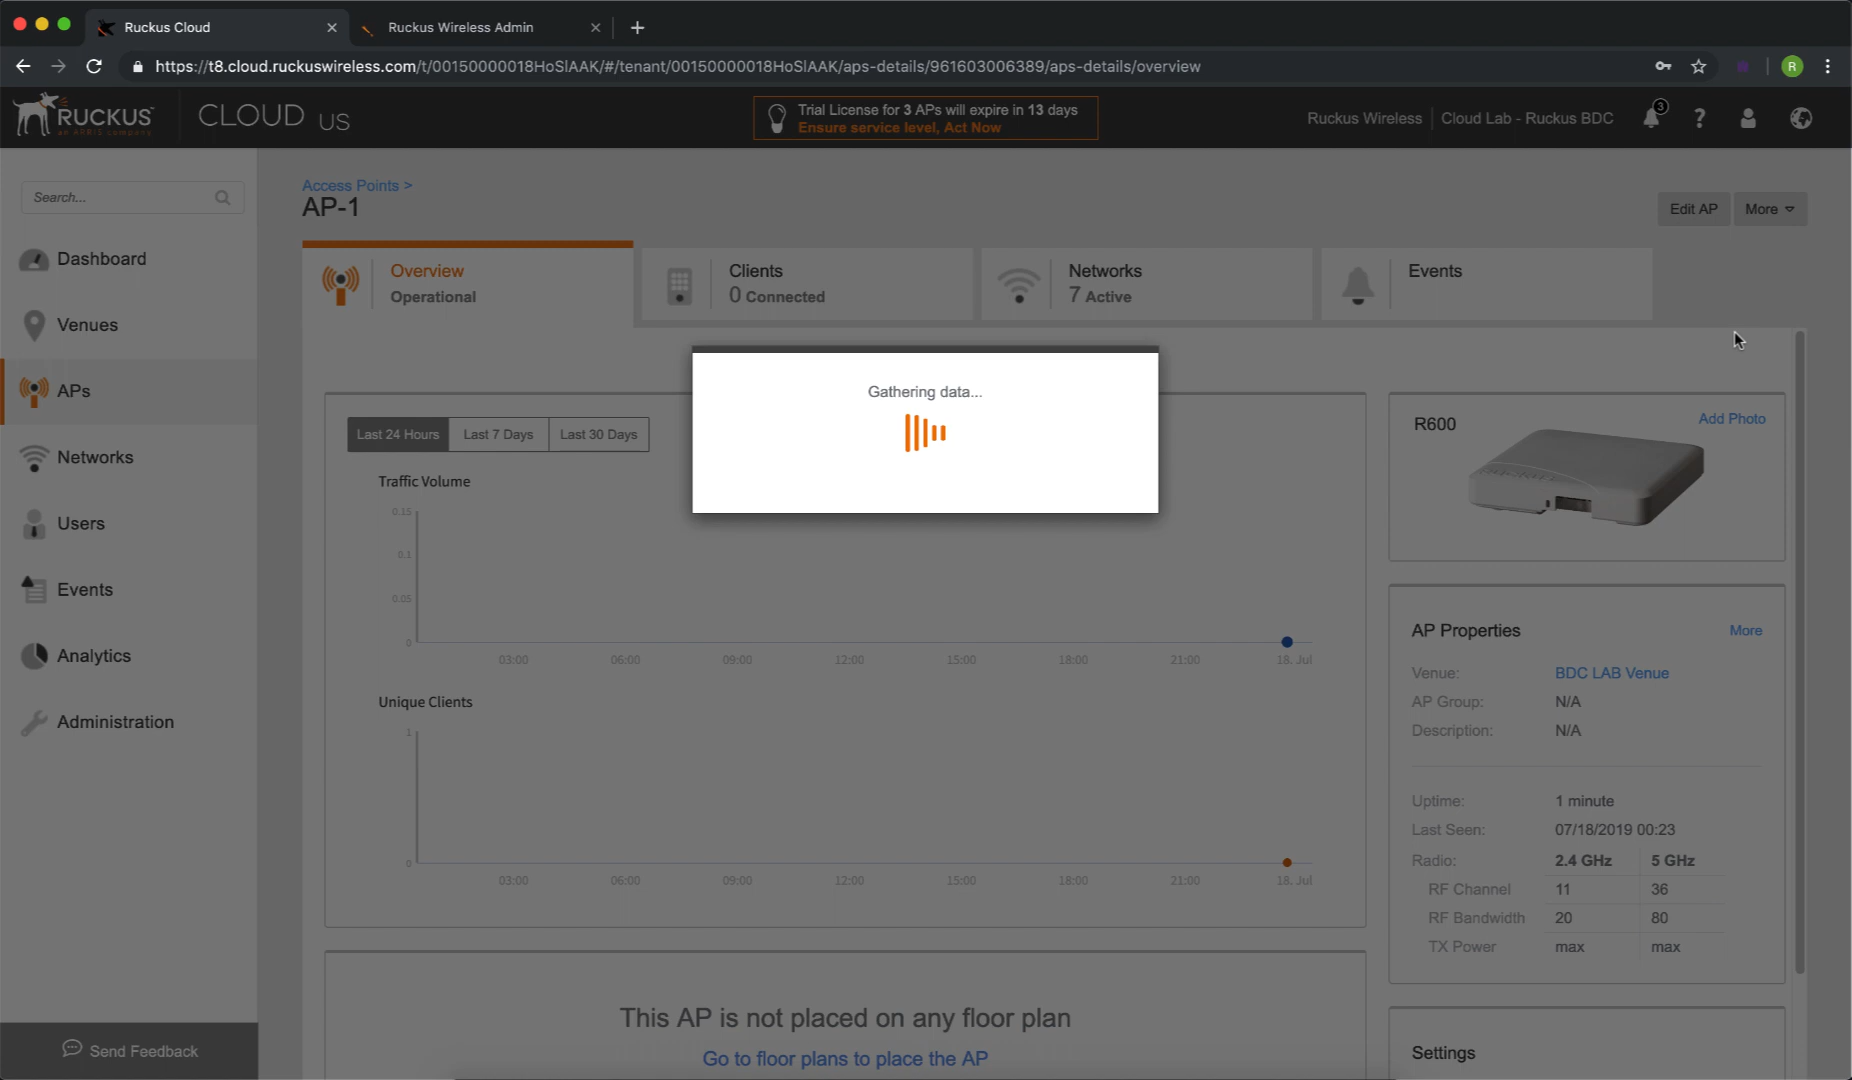 Ruckus Cloud
Ruckus Wireless Admin
https://t8.cloud.ruckuswireless.com/t/00150000018HoSlAAK/#/tenant/00150000018HoSlAAK/aps-details/961603006389/aps-details/overview
R
RUCKUS
an ARRIS company
CLOUD US
Trial License for 3 APs will expire in 13 days
Ensure service level, Act Now
Ruckus Wireless
Cloud Lab - Ruckus BDC
3
?
Search...
Dashboard
Venues
APs
Networks
Users
Events
Analytics
Administration
Send Feedback
Access Points >
AP-1
Edit AP
More
Overview
Operational
Clients
0 Connected
Networks
7 Active
Events
Gathering data...
Last 24 Hours
Last 7 Days
Last 30 Days
Traffic Volume
0.15
0.1
0.05
0
03:00 06:00 09:00 12:00 15:00 18:00 21:00 18. Jul
Unique Clients
1
0
03:00 06:00 09:00 12:00 15:00 18:00 21:00 18. Jul
This AP is not placed on any floor plan
Go to floor plans to place the AP
R600
Add Photo
AP Properties
More
Venue: BDC LAB Venue
AP Group: N/A
Description: N/A
Uptime: 1 minute
Last Seen: 07/18/2019 00:23
Radio: 2.4 GHz 5 GHz
RF Channel 11 36
RF Bandwidth 20 80
TX Power max max
Settings